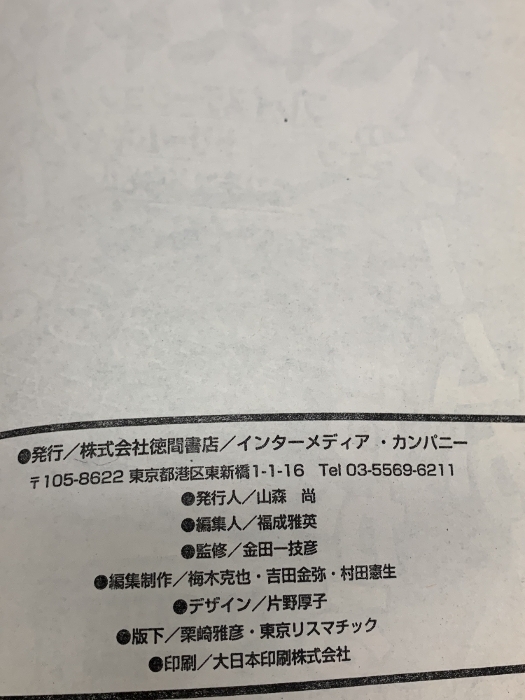 ●発行／株式会社徳間書店／インターメディア・カンパニー
〒105-8622 東京都港区東新橋1-1-16 Tel 03-5569-6211
●発行人／山森 尚
●編集人／福成雅英
●監修／金田一技彦
●編集制作／梅木克也・吉田金弥・村田憲生
●デザイン／片野厚子
●版下／栗崎雅彦・東京リスマチック
●印刷／大日本印刷株式会社